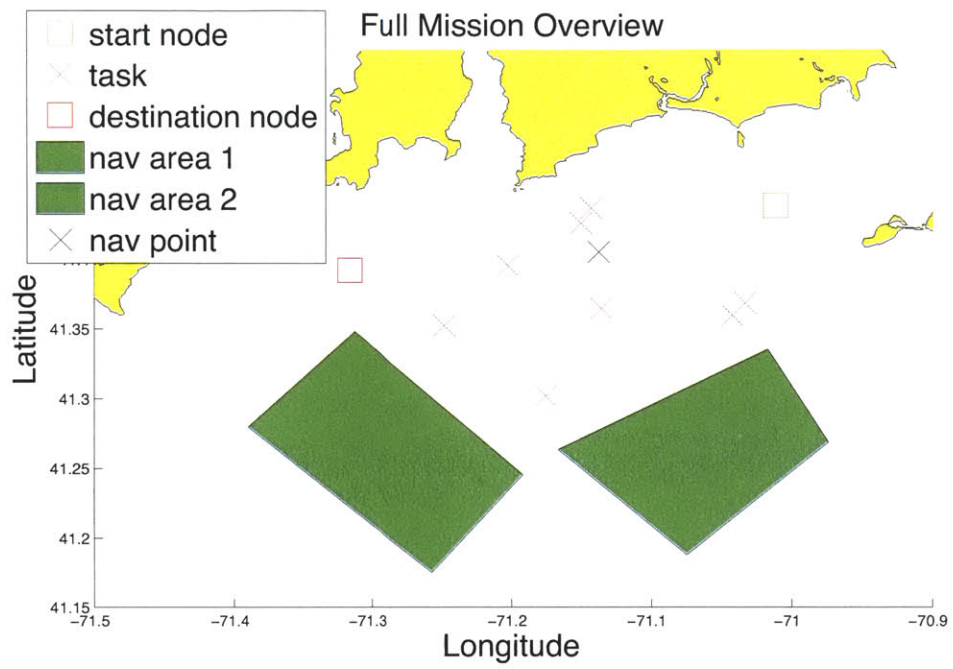 Full Mission Overview
start node
task
destination node
nav area 1
nav area 2
nav point
Latitude
41.35
41.3
41.25
41.2
41.15
−71.5
−71.4
−71.3
−71.2
−71.1
−71
−70.9
Longitude